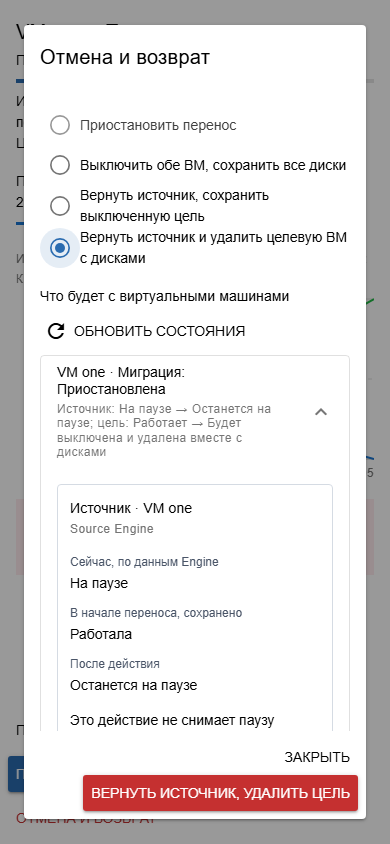 Отмена и возврат
Приостановить перенос
Выключить обе ВМ, сохранить все диски
Вернуть источник, сохранить
выключенную цель
Вернуть источник и удалить целевую ВМ
с дисками
Что будет с виртуальными машинами
ОБНОВИТЬ СОСТОЯНИЯ
VM one · Миграция:
Приостановлена
Источник: На паузе → Останется на
паузе; цель: Работает → Будет
выключена и удалена вместе с
дисками
Источник · VM one
Source Engine
Сейчас, по данным Engine
На паузе
В начале переноса, сохранено
Работала
После действия
Останется на паузе
Это действие не снимает паузу
ЗАКРЫТЬ
ВЕРНУТЬ ИСТОЧНИК, УДАЛИТЬ ЦЕЛЬ